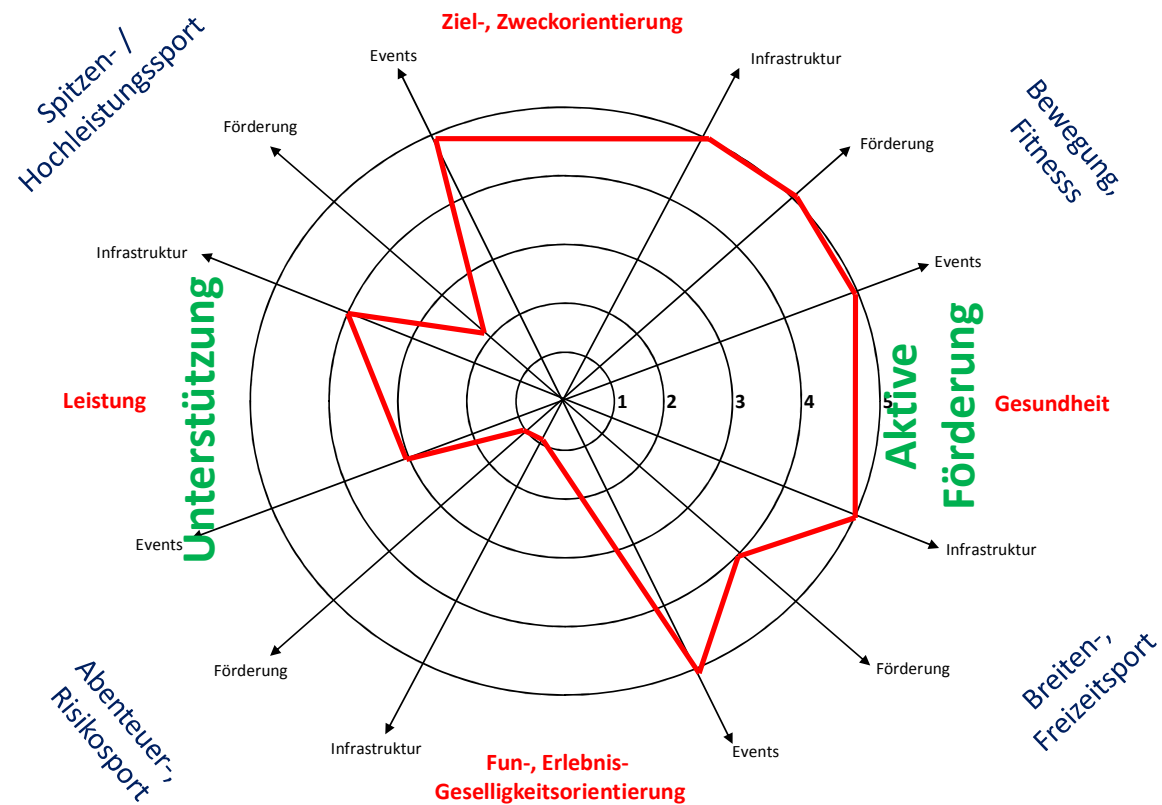 Ziel-, Zweckorientierung
Spitzen- /
Hochleistungssport
Events
Infrastruktur
Bewegung,
Fitnesss
Förderung
Förderung
Infrastruktur
Events
Unterstützung
Leistung
1
2
3
4
5
Aktive
Förderung
Gesundheit
Events
Infrastruktur
Förderung
Förderung
Abenteuer-,
Risikosport
Breiten-,
Freizeitsport
Infrastruktur
Events
Fun-, Erlebnis-
Geselligkeitsorientierung